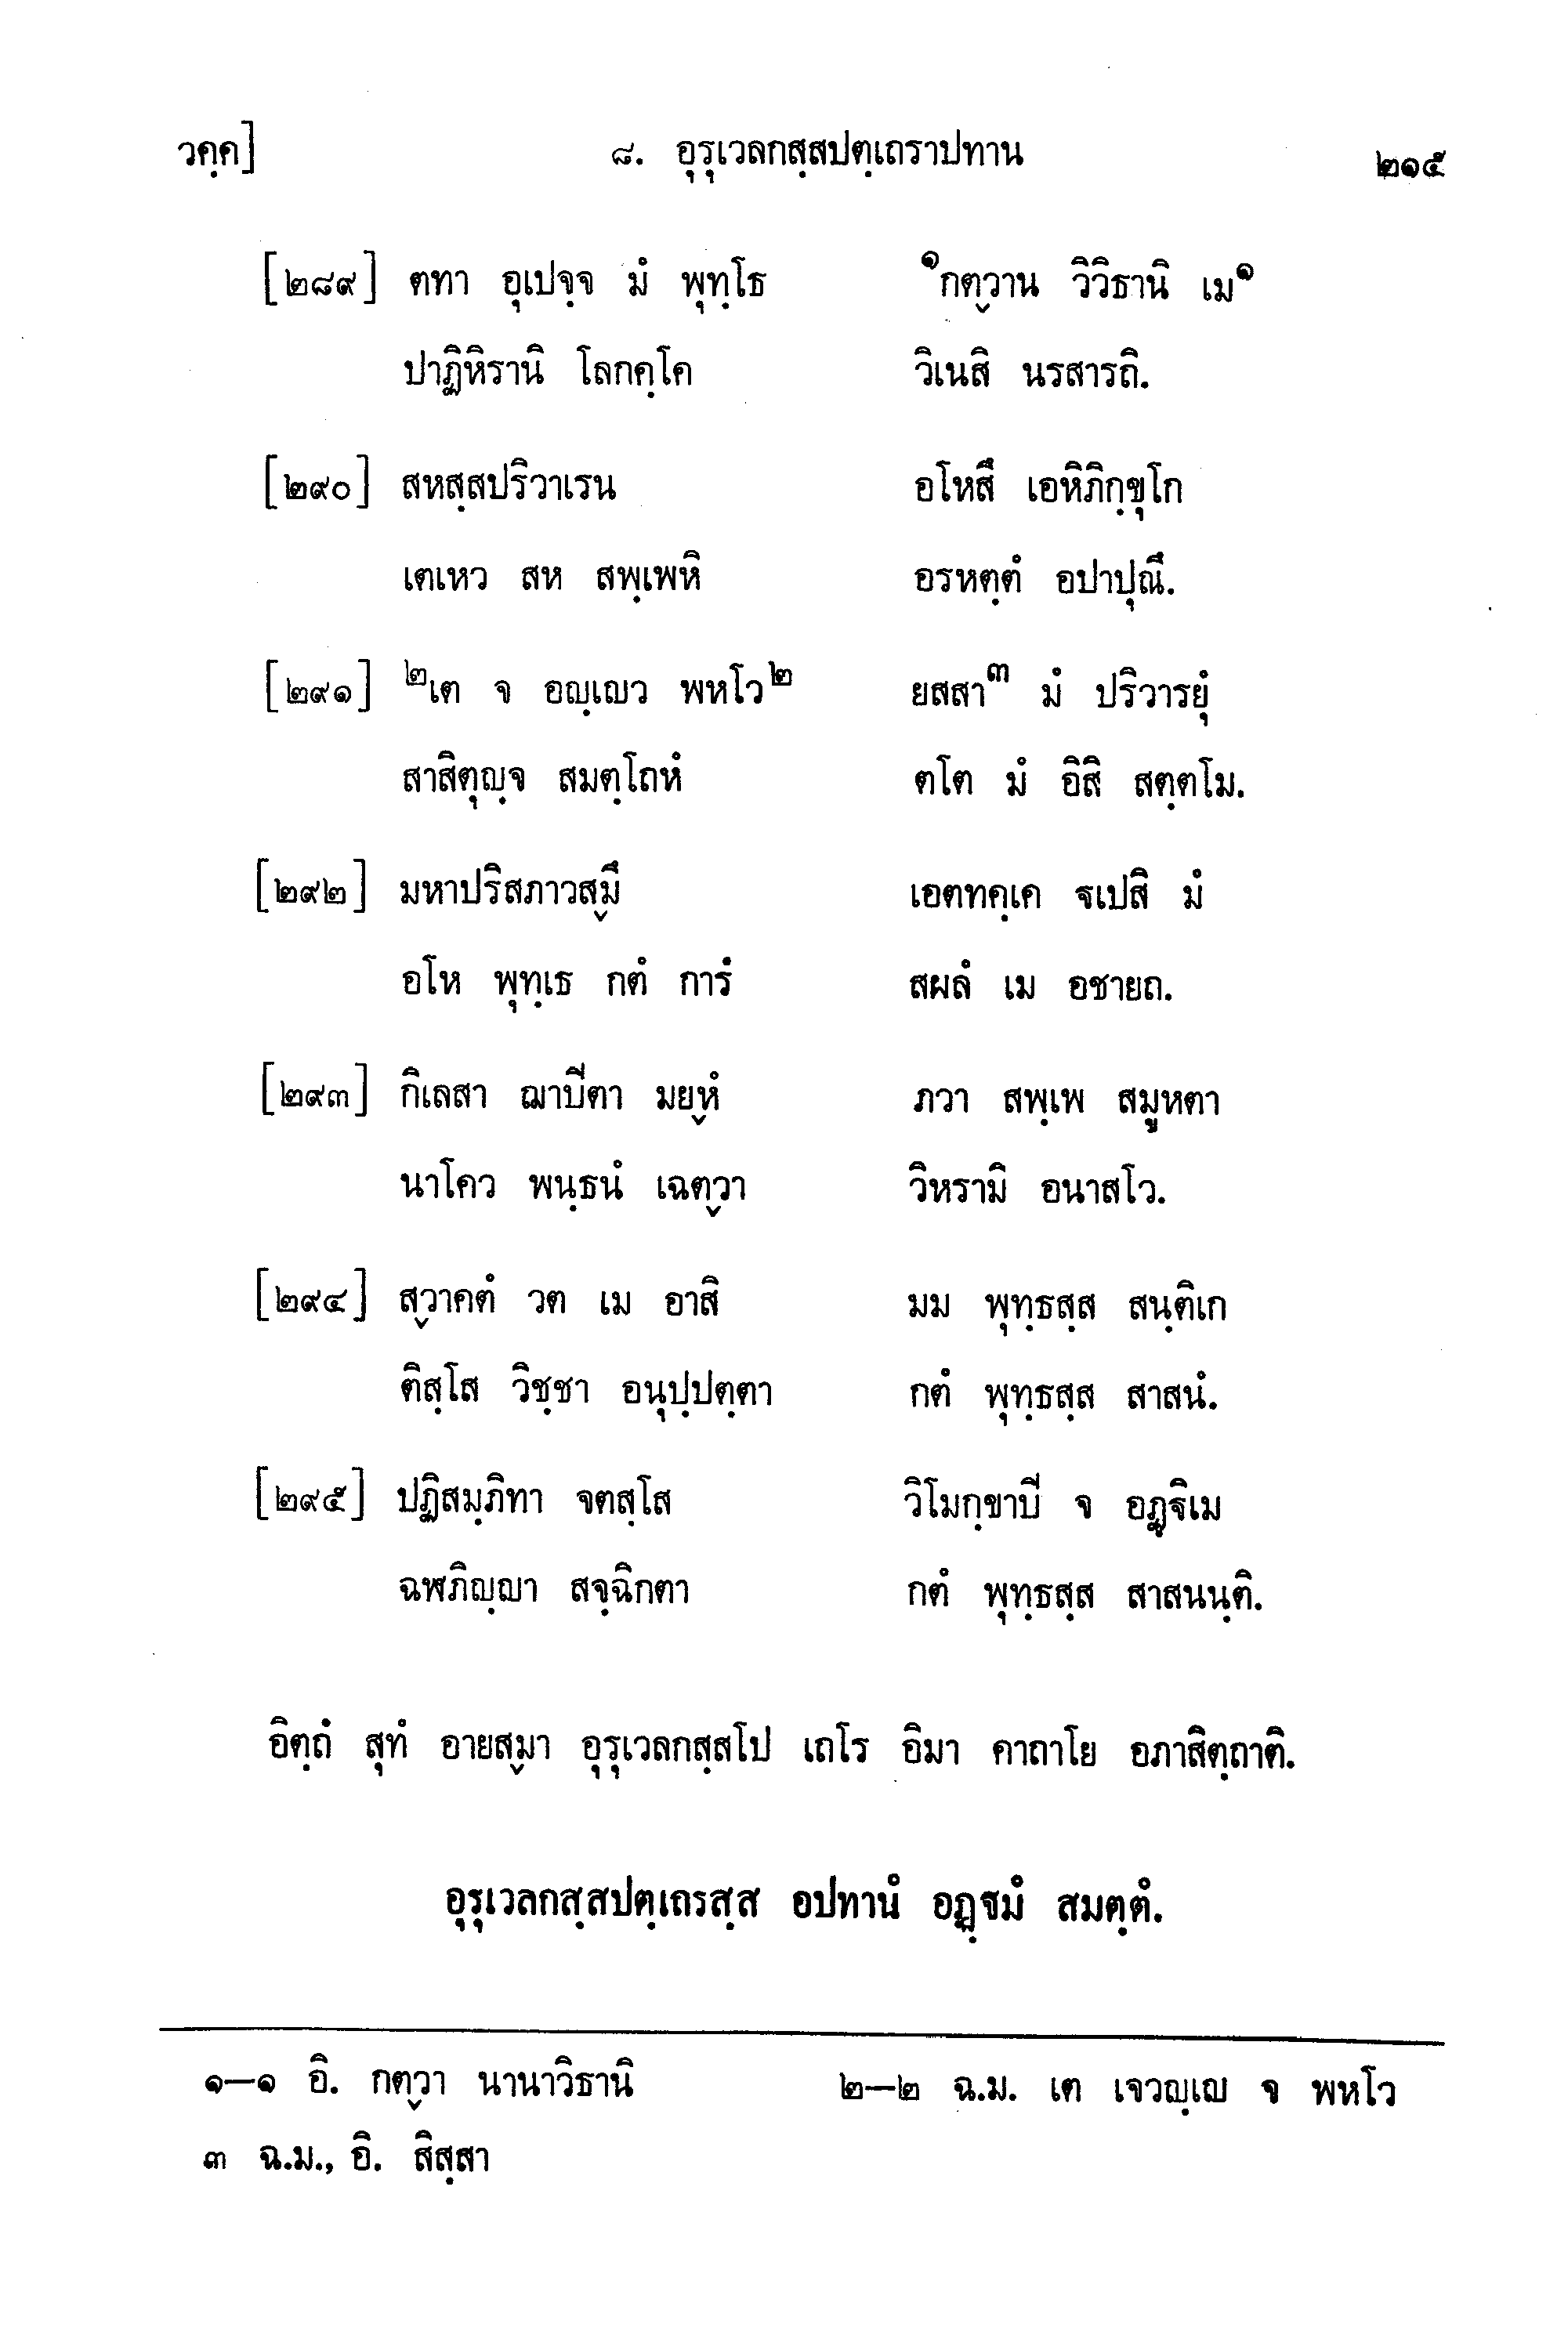 วคฺค] ๘. อุรุเวลกสฺสปตฺเถราปทาน ๒๑๕
[๒๘๙] ตทา อุเปจฺจ มํ พุทฺโธ ๑กตฺวาน วิวิธานิ เม๑
ปาฏิหิรานิ โลกคฺโค วิเนสิ นรสารถิ.
[๒๙๐] สหสฺสปริวาเรน อโหสึ เอหิภิกฺขุโก
เตเหว สห สพฺเพหิ อรหตฺตํ อปาปุณึ.
[๒๙๑] ๒เต จ อญฺเญว พหโว๒ ยสสา๓ มํ ปริวารยุํ
สาสิตุญฺจ สมตฺโถหํ ตโต มํ อิสิ สตฺตโม.
[๒๙๒] มหาปริสภาวสฺมึ เอตทคฺเค ฐเปสิ มํ
อโห พุทฺเธ กตํ การํ สผลํ เม อชายถ.
[๒๙๓] กิเลสา ฌาปิตา มยฺหํ ภวา สพฺเพ สมูหตา
นาโคว พนฺธนํ เฉตฺวา วิหรามิ อนาสโว.
[๒๙๔] สฺวาคตํ วต เม อาสิ มม พุทฺธสฺส สนฺติเก
ติสฺโส วิชฺชา อนุปฺปตฺตา กตํ พุทฺธสฺส สาสนํ.
[๒๙๕] ปฏิสมฺภิทา จตสฺโส วิโมกฺขาปิ จ อฏฺฐิเม
ฉฬภิญฺญา สจฺฉิกตา กตํ พุทฺธสฺส สาสนนฺติ.
อิตฺถํ สุทํ อายสฺมา อุรุเวลกสฺสโป เถโร อิมา คาถาโย อภาสิตฺถาติ.
อุรุเวลกสฺสปตฺเถรสฺส อปทานํ อฏฺฐมํ สมตฺตํ.
๑—๑ อิ. กตฺวา นานาวิธานิ ๒—๒ ฉ.ม. เต เจวญฺเญ จ พหโว
๓ ฉ.ม., อิ. สิสฺสา